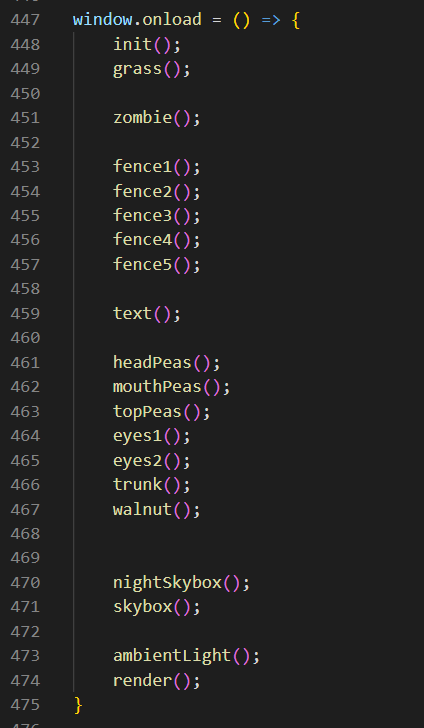 447 window.onload = () => {
448 init();
449 grass();
450
451 zombie();
452
453 fence1();
454 fence2();
455 fence3();
456 fence4();
457 fence5();
458
459 text();
460
461 headPeas();
462 mouthPeas();
463 topPeas();
464 eyes1();
465 eyes2();
466 trunk();
467 walnut();
468
469
470 nightSkybox();
471 skybox();
472
473 ambientLight();
474 render();
475 }